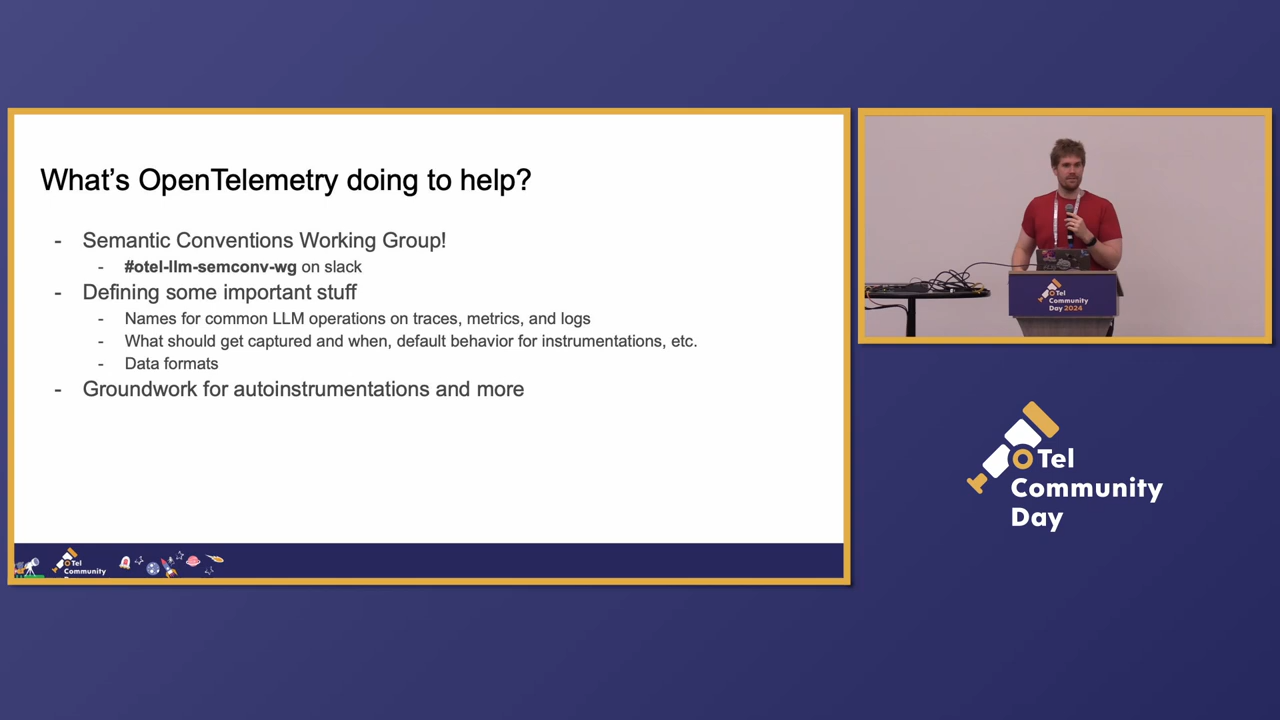 What's OpenTelemetry doing to help?
- Semantic Conventions Working Group!
- #otel-llm-semconv-wg on slack
- Defining some important stuff
- Names for common LLM operations on traces, metrics, and logs
- What should get captured and when, default behavior for instrumentations, etc.
- Data formats
- Groundwork for autoinstrumentations and more
Tel
Community
Tel
Community
Day 2024
Tel
Community
Day